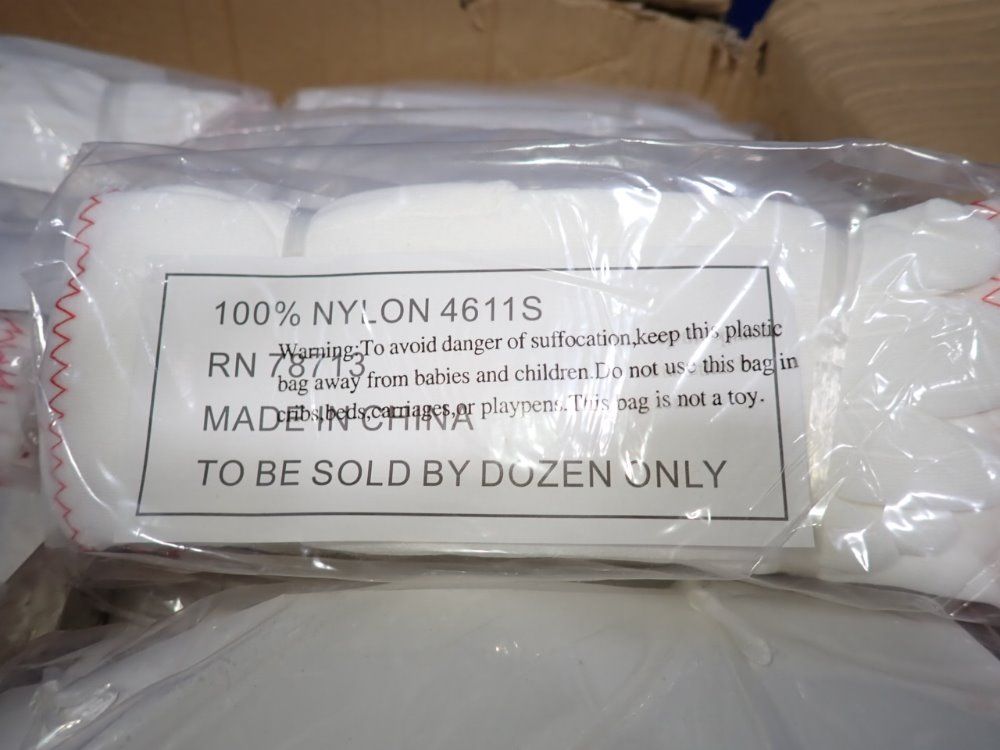 100% NYLON 4611S
RN 78713
MADE IN CHINA
TO BE SOLD BY DOZEN ONLY
Warning:To avoid danger of suffocation,keep this plastic
bag away from babies and children.Do not use this bag in
cribs,beds,carriages,or playpens.This bag is not a toy.